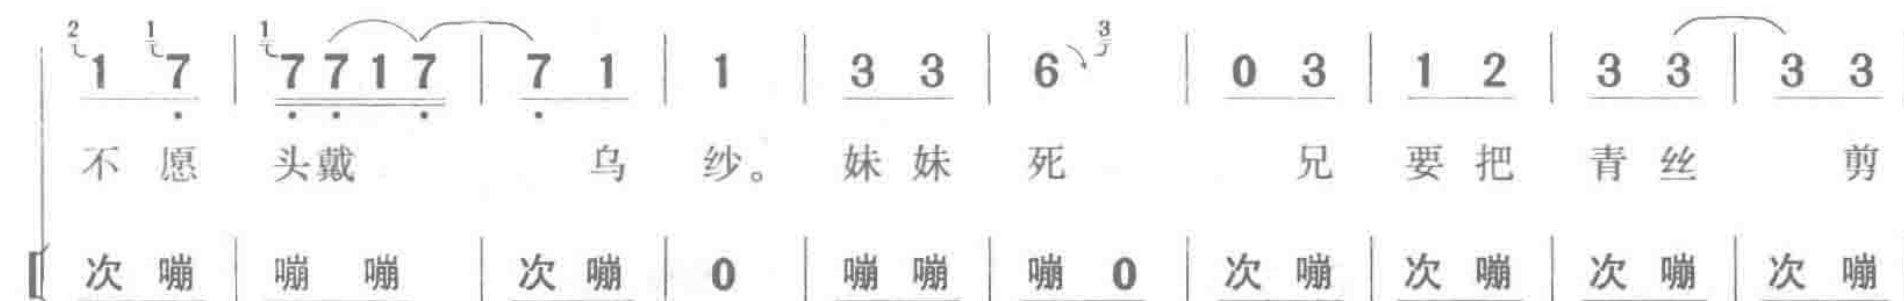 2 1 1 7 | 1 7 7 1 7 | 7 1 | 1 | 3 3 | 6 3 | 0 3 | 1 2 | 3 3 | 3 3
不 愿 头戴 乌 纱。 妹 妹 死 兄 要 把 青 丝 剪
次 嘣 | 嘣 嘣 | 次 嘣 | 0 | 嘣 嘣 | 嘣 0 | 次 嘣 | 次 嘣 | 次 嘣 | 次 嘣